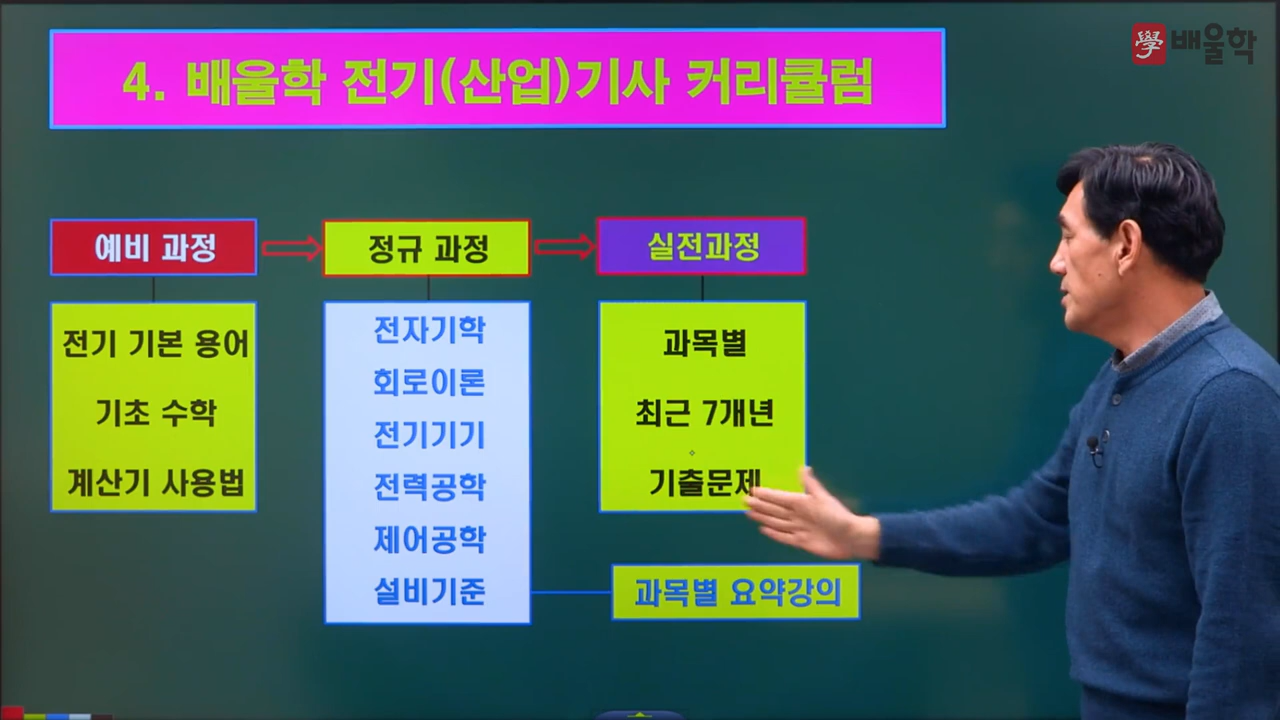 4. 배울학 전기(산업)기사 커리큘럼
學 배울학
예비 과정
정규 과정
실전과정
전기 기본 용어
기초 수학
계산기 사용법
전자기학
회로이론
전기기기
전력공학
제어공학
설비기준
과목별
최근 7개년
기출문제
과목별 요약강의